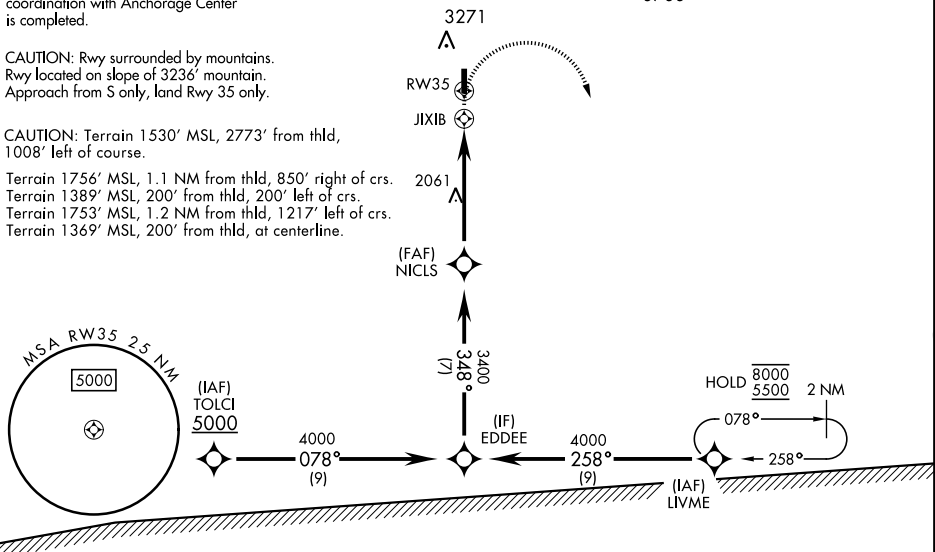 coordination with Anchorage Center
is completed.
CAUTION: Rwy surrounded by mountains.
Rwy located on slope of 3236' mountain.
Approach from S only, land Rwy 35 only.
CAUTION: Terrain 1530' MSL, 2773' from thld,
1008' left of course.
Terrain 1756' MSL, 1.1 NM from thld, 850' right of crs.
Terrain 1389' MSL, 200' from thld, 200' left of crs.
Terrain 1753' MSL, 1.2 NM from thld, 1217' left of crs.
Terrain 1369' MSL, 200' from thld, at centerline.
3271
RW35
JIXIB
2061
(FAF)
NICLS
3400
348°
(7)
MSA RW35 25 NM
5000
(IAF)
TOLCI
5000
4000
078°
(9)
(IF)
EDDEE
4000
258°
(9)
HOLD 8000
5500
2 NM
078°
258°
(IAF)
LIVME